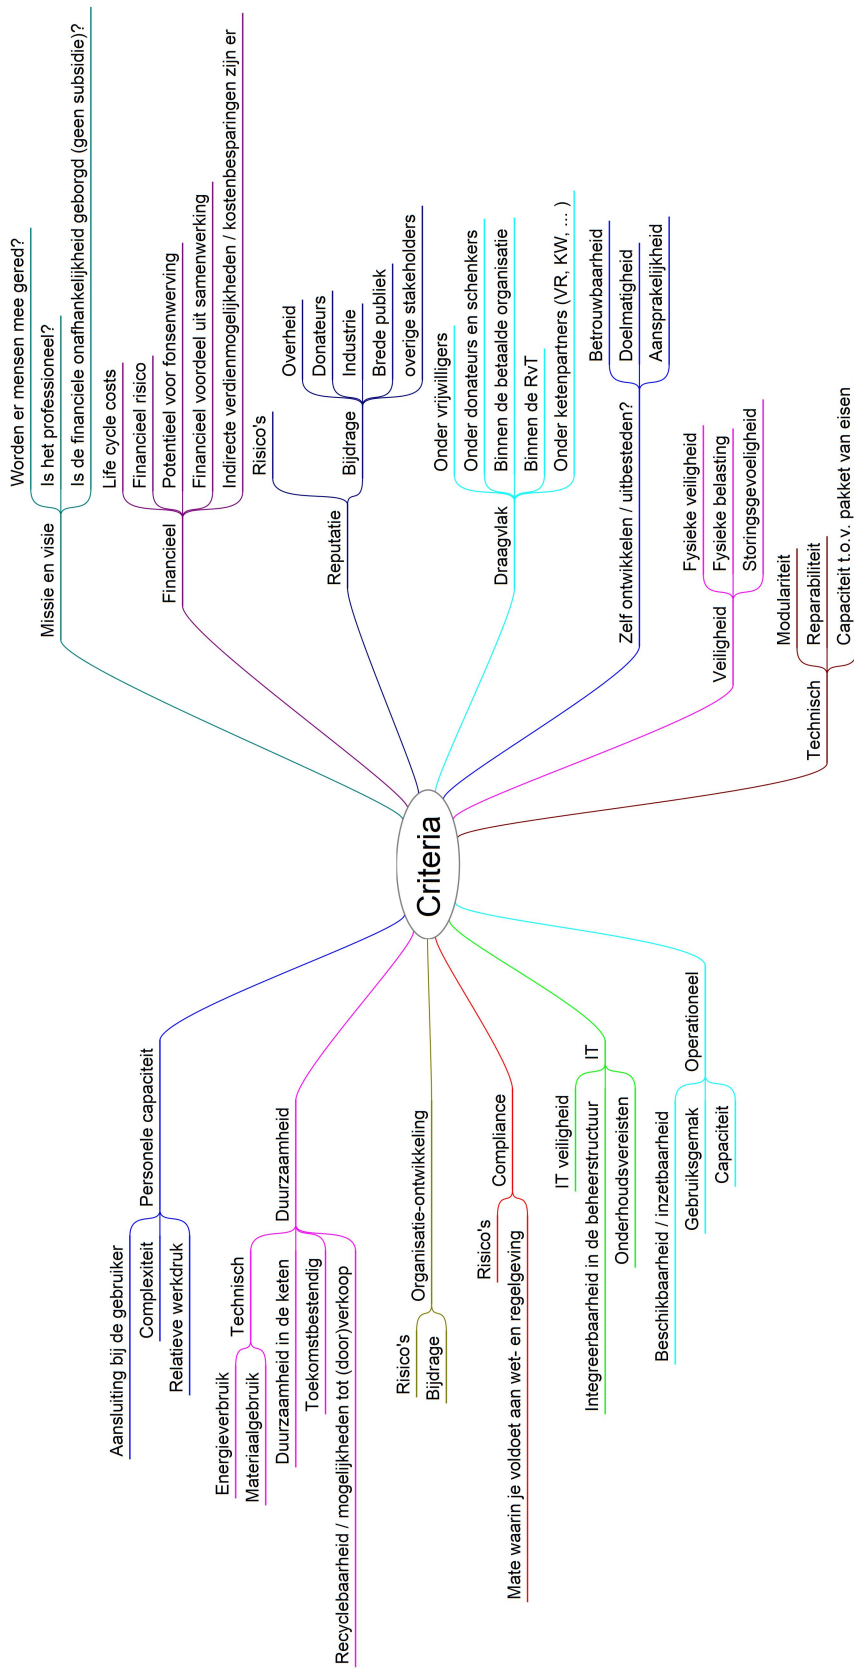 Criteria
Missie en visie
Worden er mensen mee gered?
Is het professioneel?
Is de financiele onafhankelijkheid geborgd (geen subsidie)?
Financieel
Life cycle costs
Financieel risico
Potentieel voor fonsenwerving
Financieel voordeel uit samenwerking
Indirecte verdienmogelijkheden / kostenbesparingen zijn er
Reputatie
Risico's
Bijdrage
Overheid
Donateurs
Industrie
Brede publiek
overige stakeholders
Draagvlak
Onder vrijwilligers
Onder donateurs en schenkers
Binnen de betaalde organisatie
Binnen de RvT
Onder ketenpartners (VR, KW, ... )
Zelf ontwikkelen / uitbesteden?
Betrouwbaarheid
Doelmatigheid
Aansprakelijkheid
Veiligheid
Fysieke veiligheid
Fysieke belasting
Storingsgevoeligheid
Technisch
Modulariteit
Reparabiliteit
Capaciteit t.o.v. pakket van eisen
Personele capaciteit
Aansluiting bij de gebruiker
Complexiteit
Relatieve werkdruk
Duurzaamheid
Technisch
Energieverbruik
Materiaalgebruik
Duurzaamheid in de keten
Toekomstbestendig
Recyclebaarheid / mogelijkheden tot (door)verkoop
Organisatie-ontwikkeling
Risico's
Bijdrage
Compliance
Risico's
Mate waarin je voldoet aan wet- en regelgeving
IT
IT veiligheid
Integreerbaarheid in de beheerstructuur
Onderhoudsvereisten
Operationeel
Beschikbaarheid / inzetbaarheid
Gebruiksgemak
Capaciteit